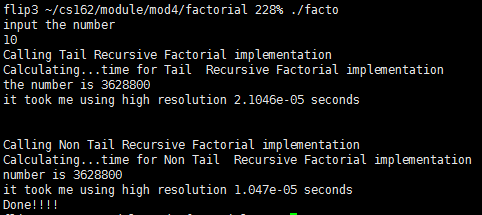 flip3 ~/cs162/module/mod4/factorial 228% ./facto
input the number
10
Calling Tail Recursive Factorial implementation
Calculating...time for Tail  Recursive Factorial implementation
the number is 3628800
it took me using high resolution 2.1046e-05 seconds
Calling Non Tail Recursive Factorial implementation
Calculating...time for Non Tail  Recursive Factorial implementation
number is 3628800
it took me using high resolution 1.047e-05 seconds
Done!!!!